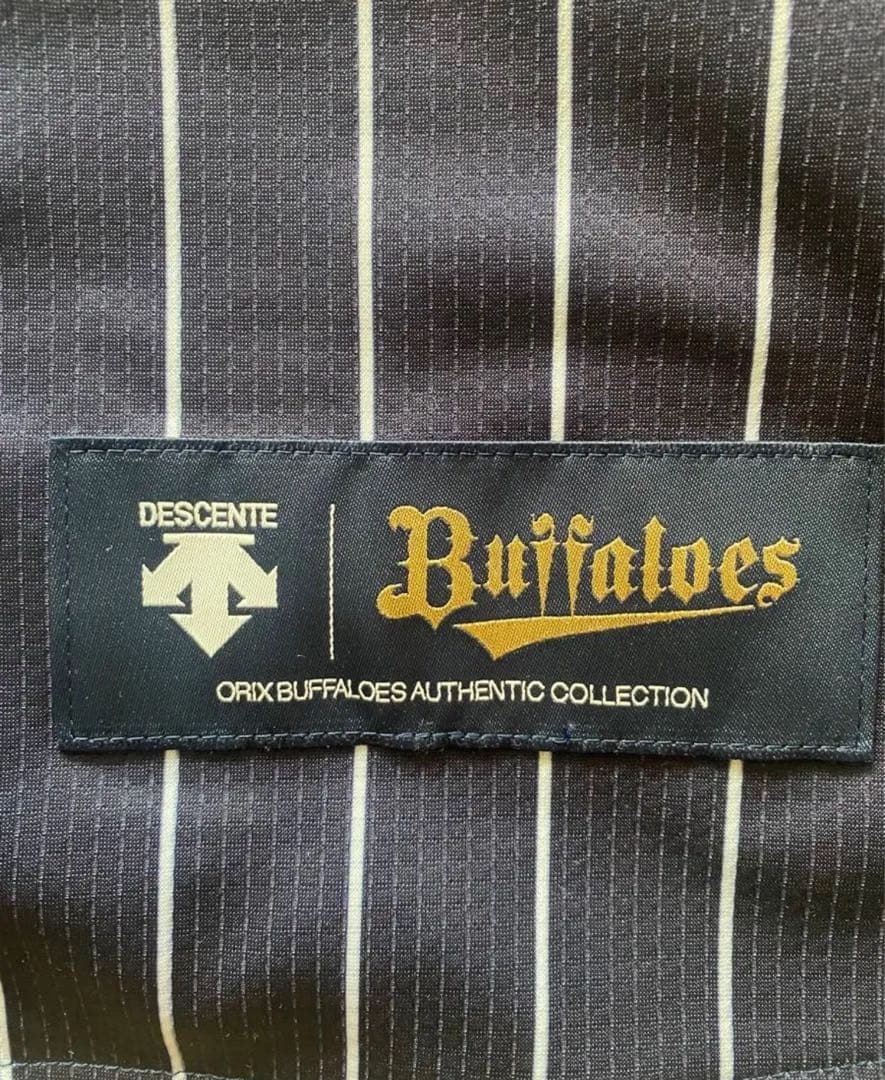 DESCENTE
Buffaloes
ORIX BUFFALOES AUTHENTIC COLLECTION